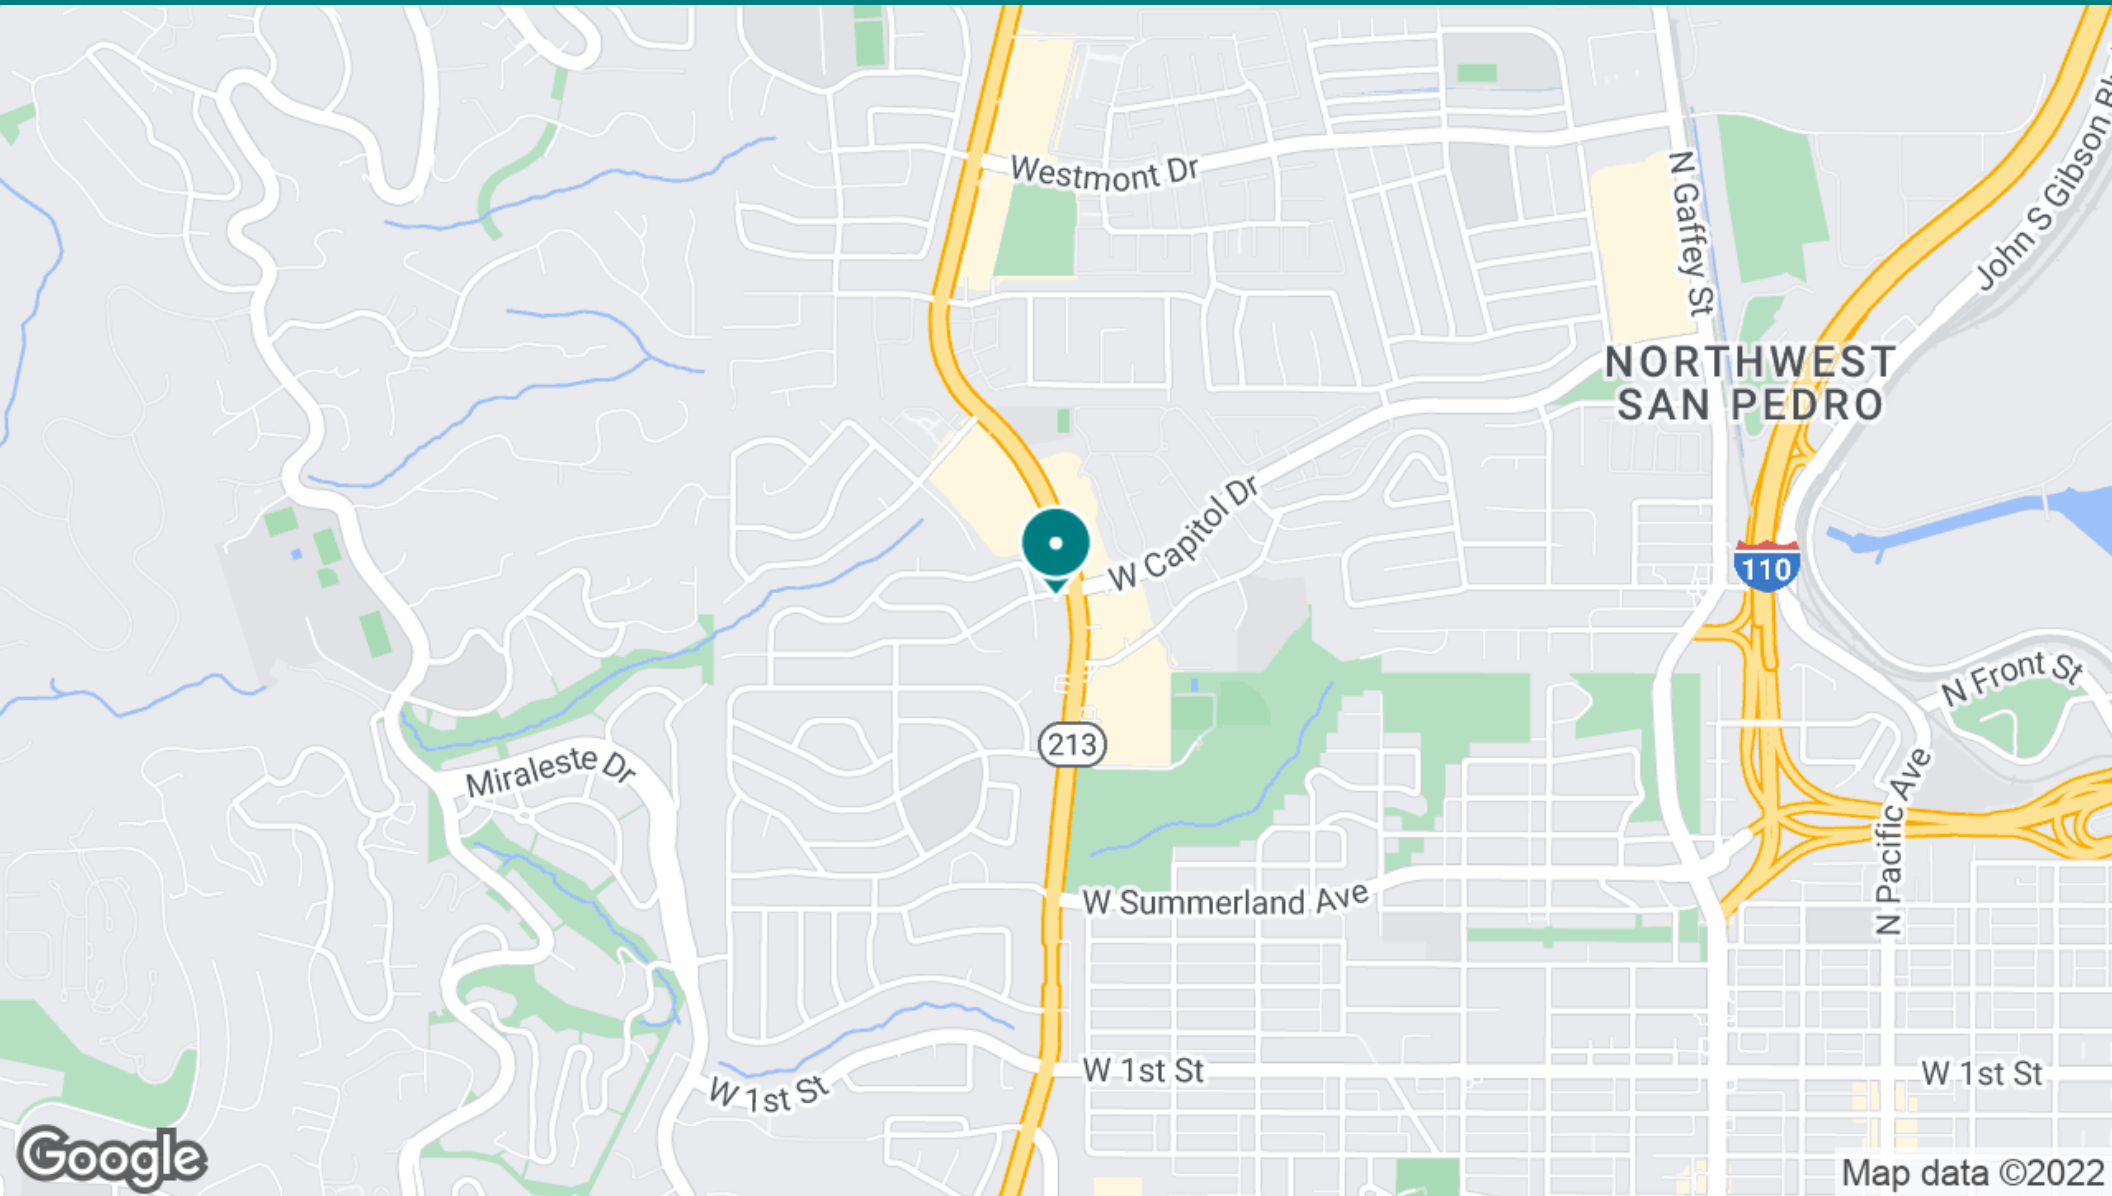 Westmont Dr
N Gaffey St
John S Gibson
NORTHWEST
SAN PEDRO
W Capitol Dr
110
N Front St
213
Miraleste Dr
N Pacific Ave
W Summerland Ave
W 1st St
W 1st St
W 1st St
Google
Map data ©2022